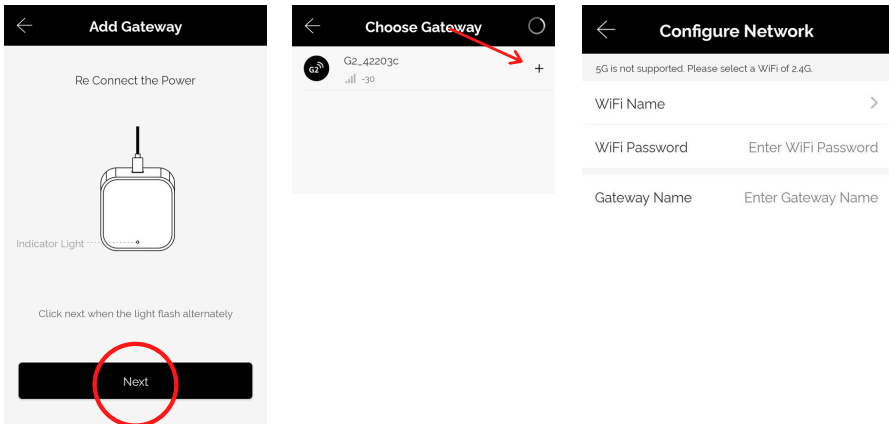 Add Gateway
Re Connect the Power
Indicator Light
Click next when the light flash alternately
Next
Choose Gateway
G2
G2_42203c
-30
+
Configure Network
5G is not supported. Please select a WiFi of 2.4G.
WiFi Name
WiFi Password Enter WiFi Password
Gateway Name Enter Gateway Name